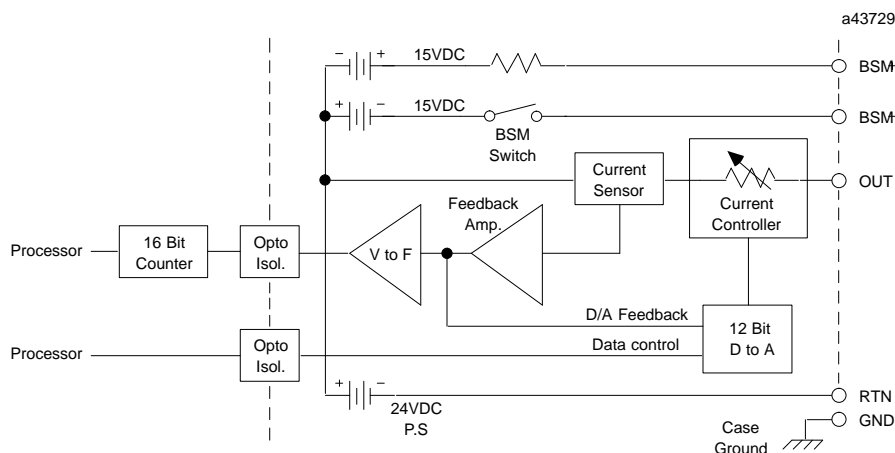 a43729
− + 15VDC BSM+
+ − 15VDC BSM+
BSM
Switch
Current
Sensor
OUT
Current
Controller
Feedback
Amp.
Processor
16 Bit
Counter
Opto
Isol.
V to F
D/A Feedback
Processor
Opto
Isol.
Data control
12 Bit
D to A
+ − RTN
24VDC
P.S
GND
Case
Ground